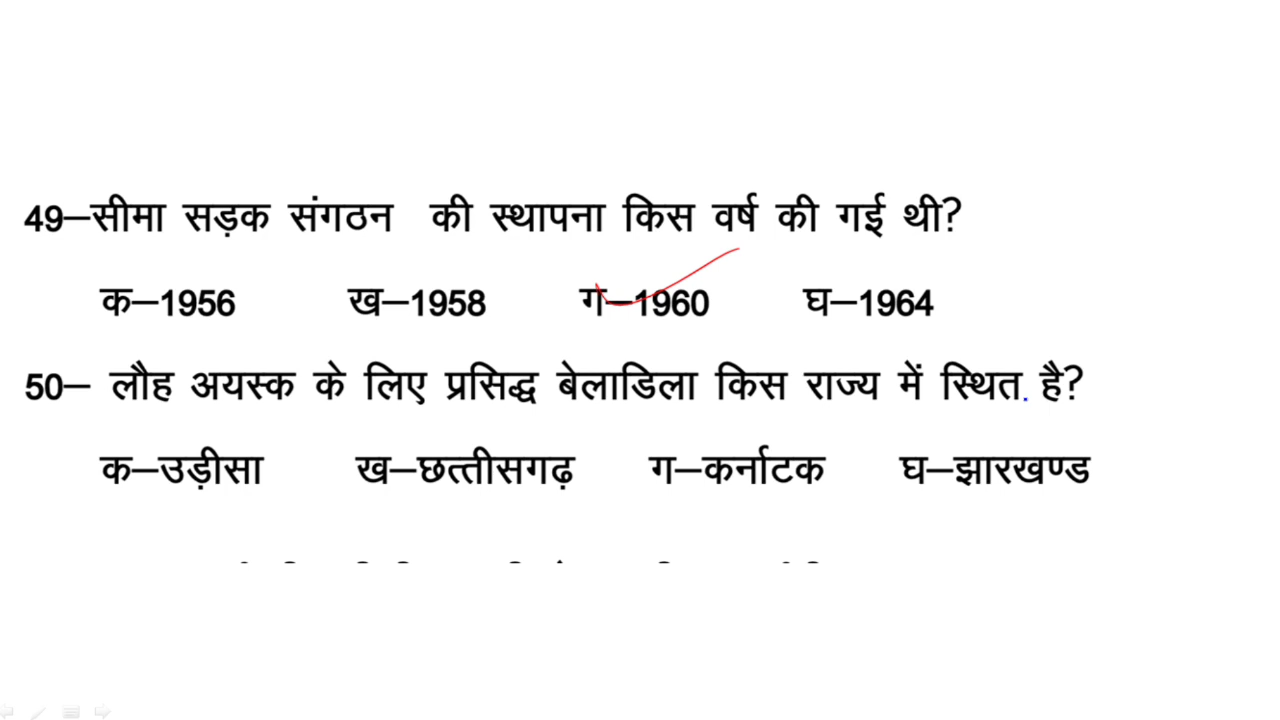 49–सीमा सड़क संगठन की स्थापना किस वर्ष की गई थी?
क–1956 ख–1958 ग–1960 घ–1964
50– लौह अयस्क के लिए प्रसिद्ध बेलाडिला किस राज्य में स्थित है?
क–उड़ीसा ख–छत्तीसगढ़ ग–कर्नाटक घ–झारखण्ड